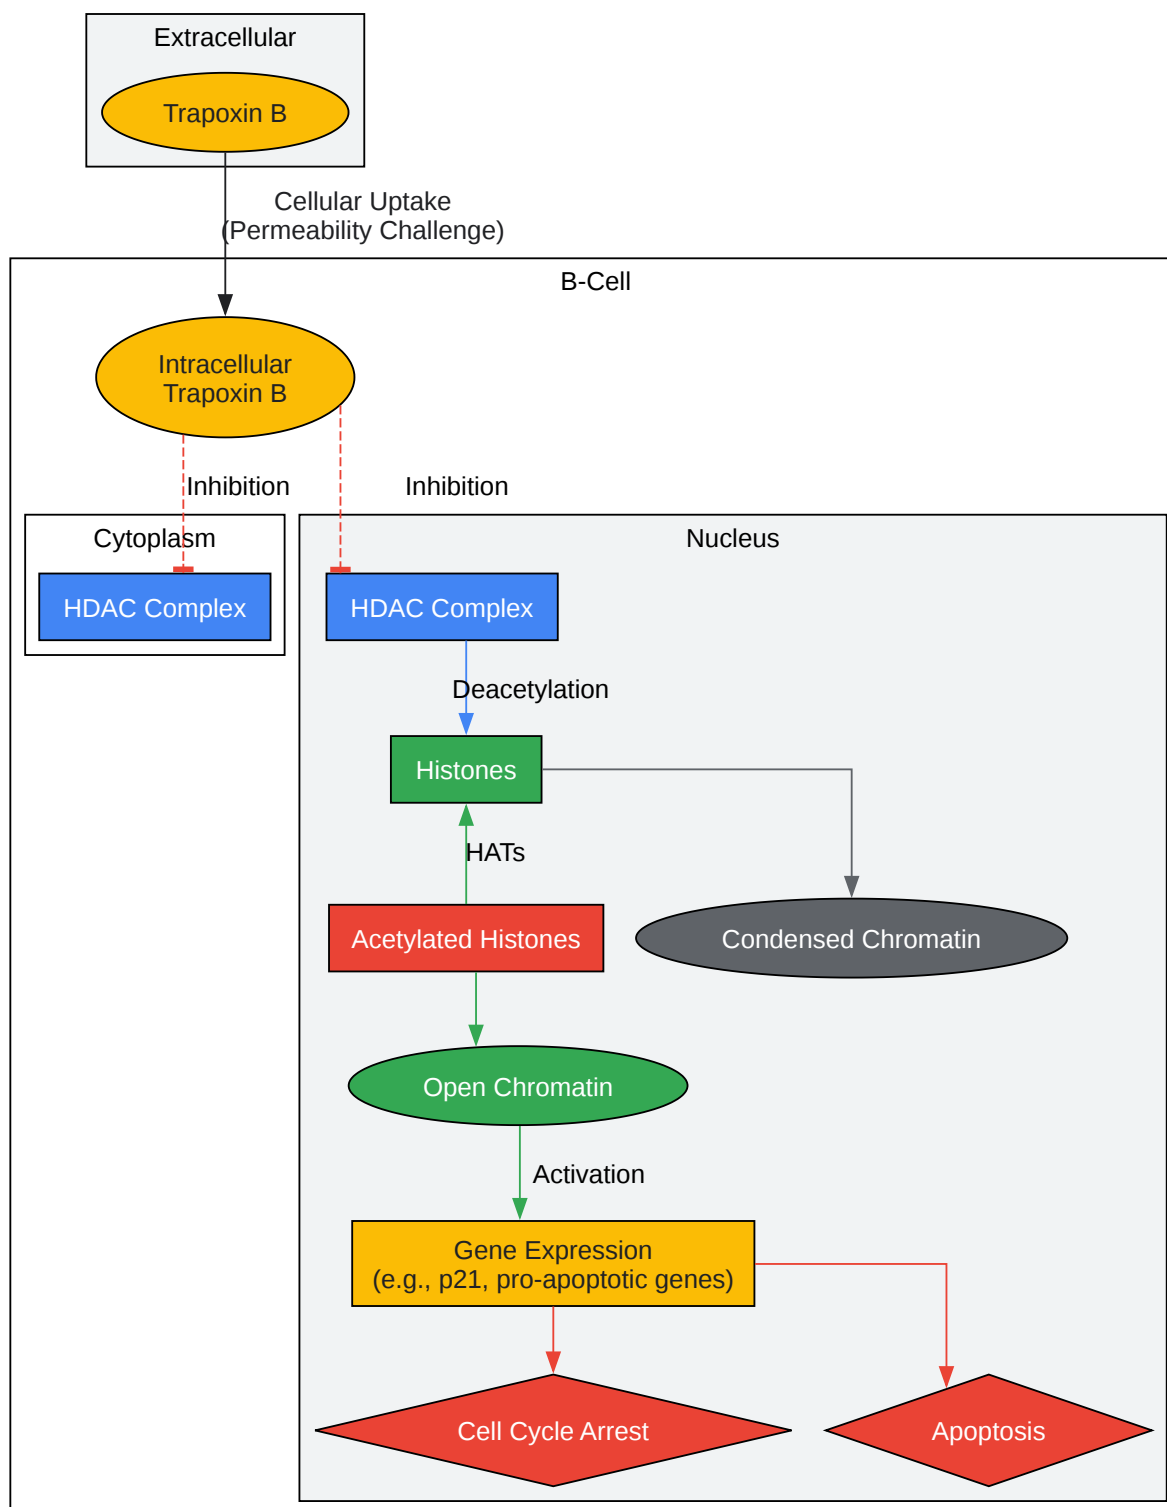 Extracellular
Trapoxin B
Cellular Uptake
(Permeability Challenge)
B-Cell
Intracellular
Trapoxin B
Inhibition
Inhibition
Cytoplasm
HDAC Complex
Nucleus
HDAC Complex
Deacetylation
Histones
HATs
Acetylated Histones
Condensed Chromatin
Open Chromatin
Activation
Gene Expression
(e.g., p21, pro-apoptotic genes)
Cell Cycle Arrest
Apoptosis